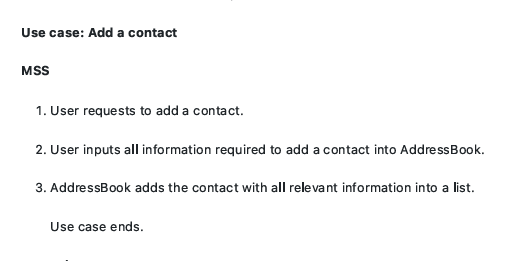 Use case: Add a contact
MSS
1. User requests to add a contact.
2. User inputs all information required to add a contact into AddressBook.
3. AddressBook adds the contact with all relevant information into a list.
Use case ends.